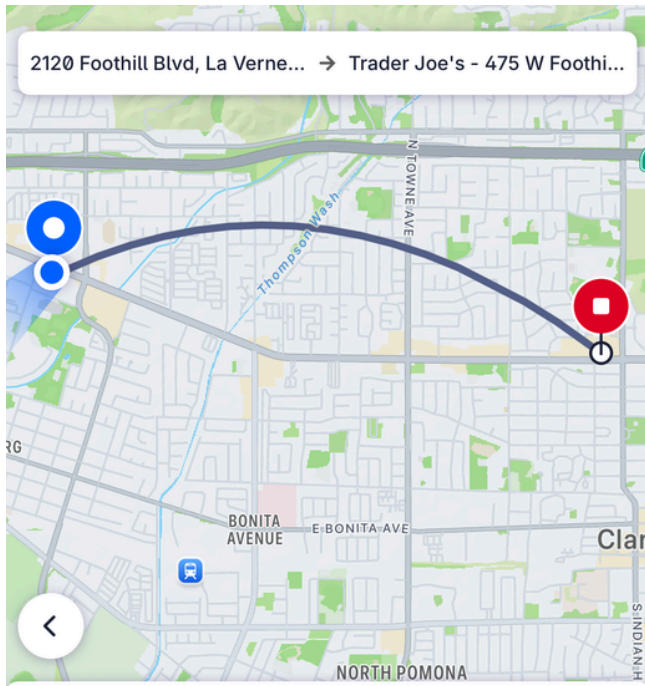 2120 Foothill Blvd, La Verne... → Trader Joe's - 475 W Foothi...
N TOWNE AVE
Thompson Wash
RG
BONITA
AVENUE
E BONITA AVE
Clar
S INDIAN H
NORTH POMONA